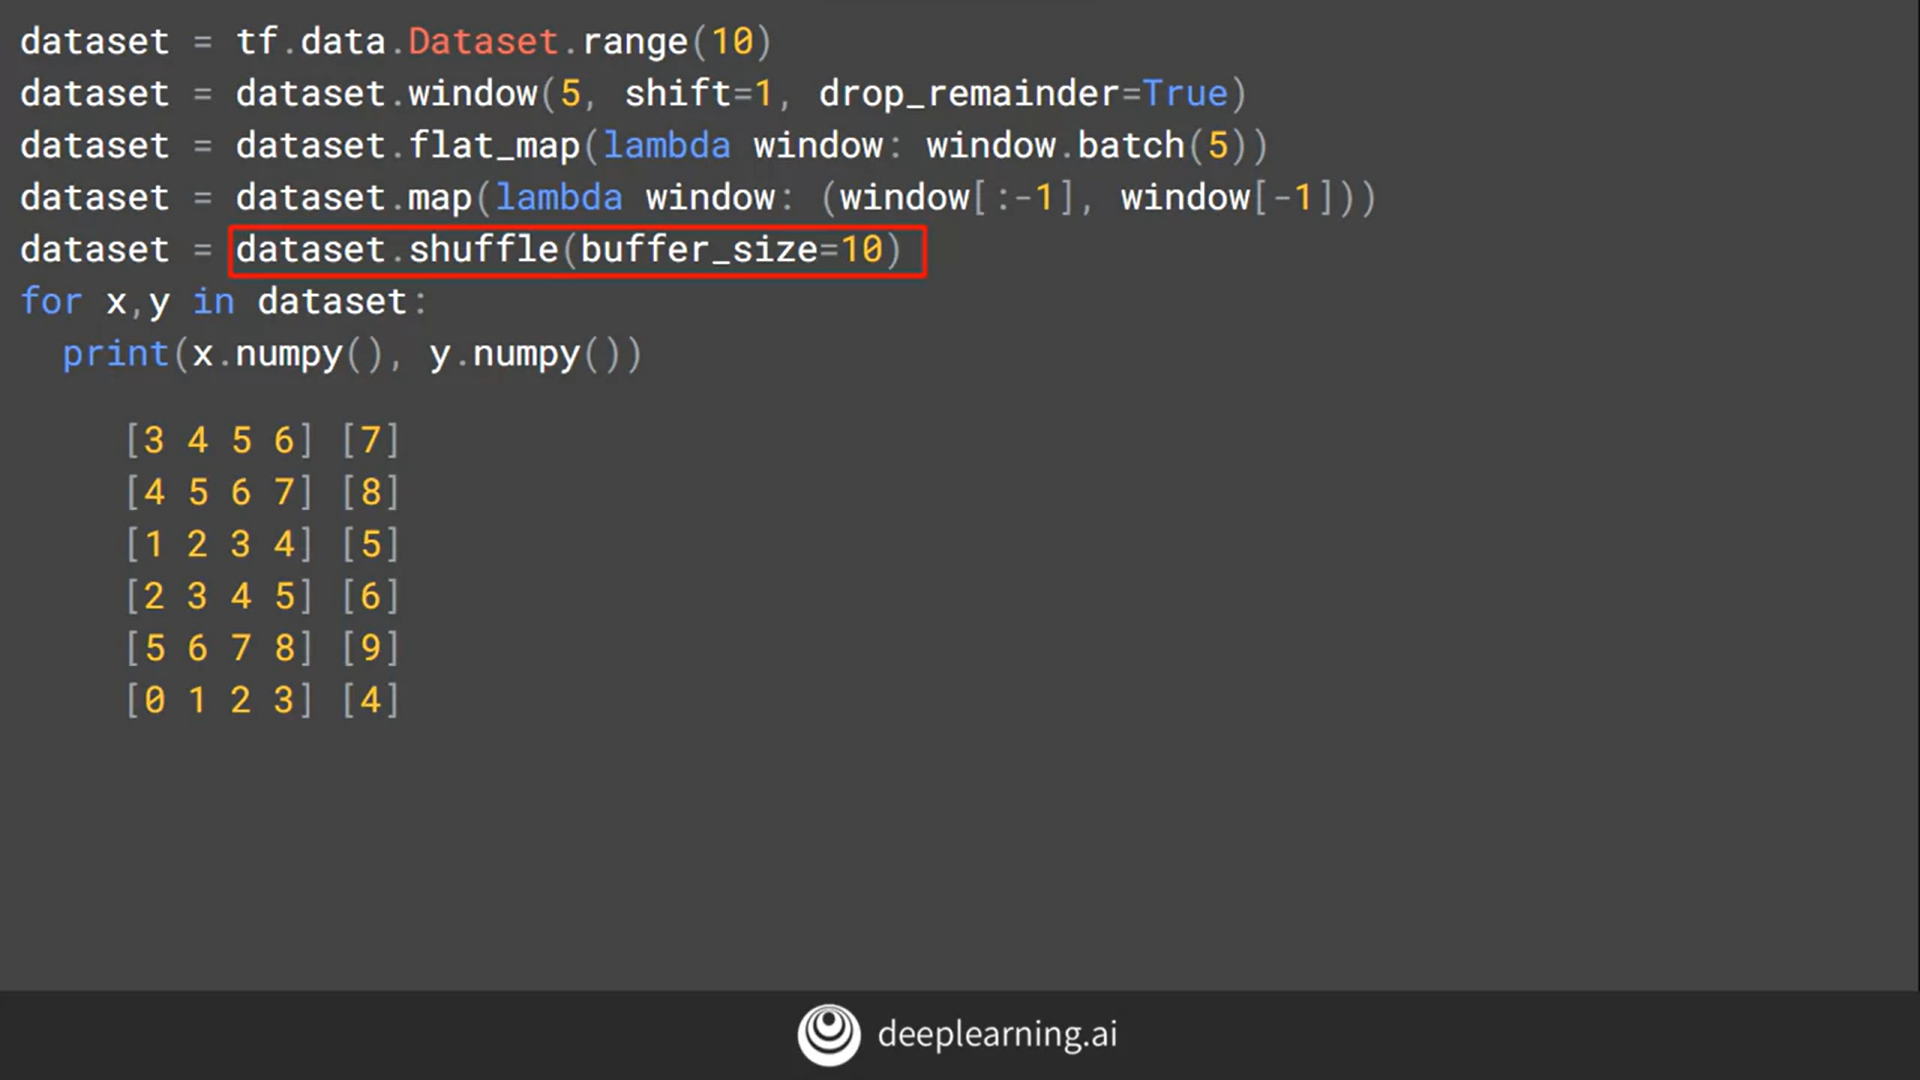 dataset = tf.data.Dataset.range(10)
dataset = dataset.window(5, shift=1, drop_remainder=True)
dataset = dataset.flat_map(lambda window: window.batch(5))
dataset = dataset.map(lambda window: (window[:-1], window[-1]))
dataset = dataset.shuffle(buffer_size=10)
for x,y in dataset:
  print(x.numpy(), y.numpy())
[3 4 5 6] [7]
[4 5 6 7] [8]
[1 2 3 4] [5]
[2 3 4 5] [6]
[5 6 7 8] [9]
[0 1 2 3] [4]
deeplearning.ai